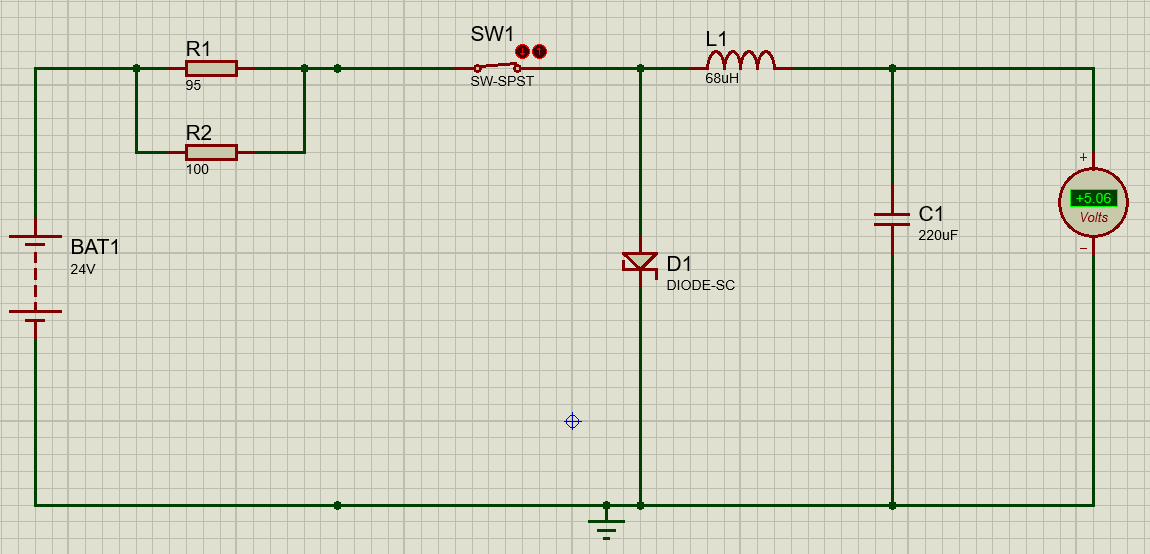 SW1
SW-SPST
R1
95
R2
100
L1
68uH
BAT1
24V
D1
DIODE-SC
C1
220uF
+
+5.06
Volts
−